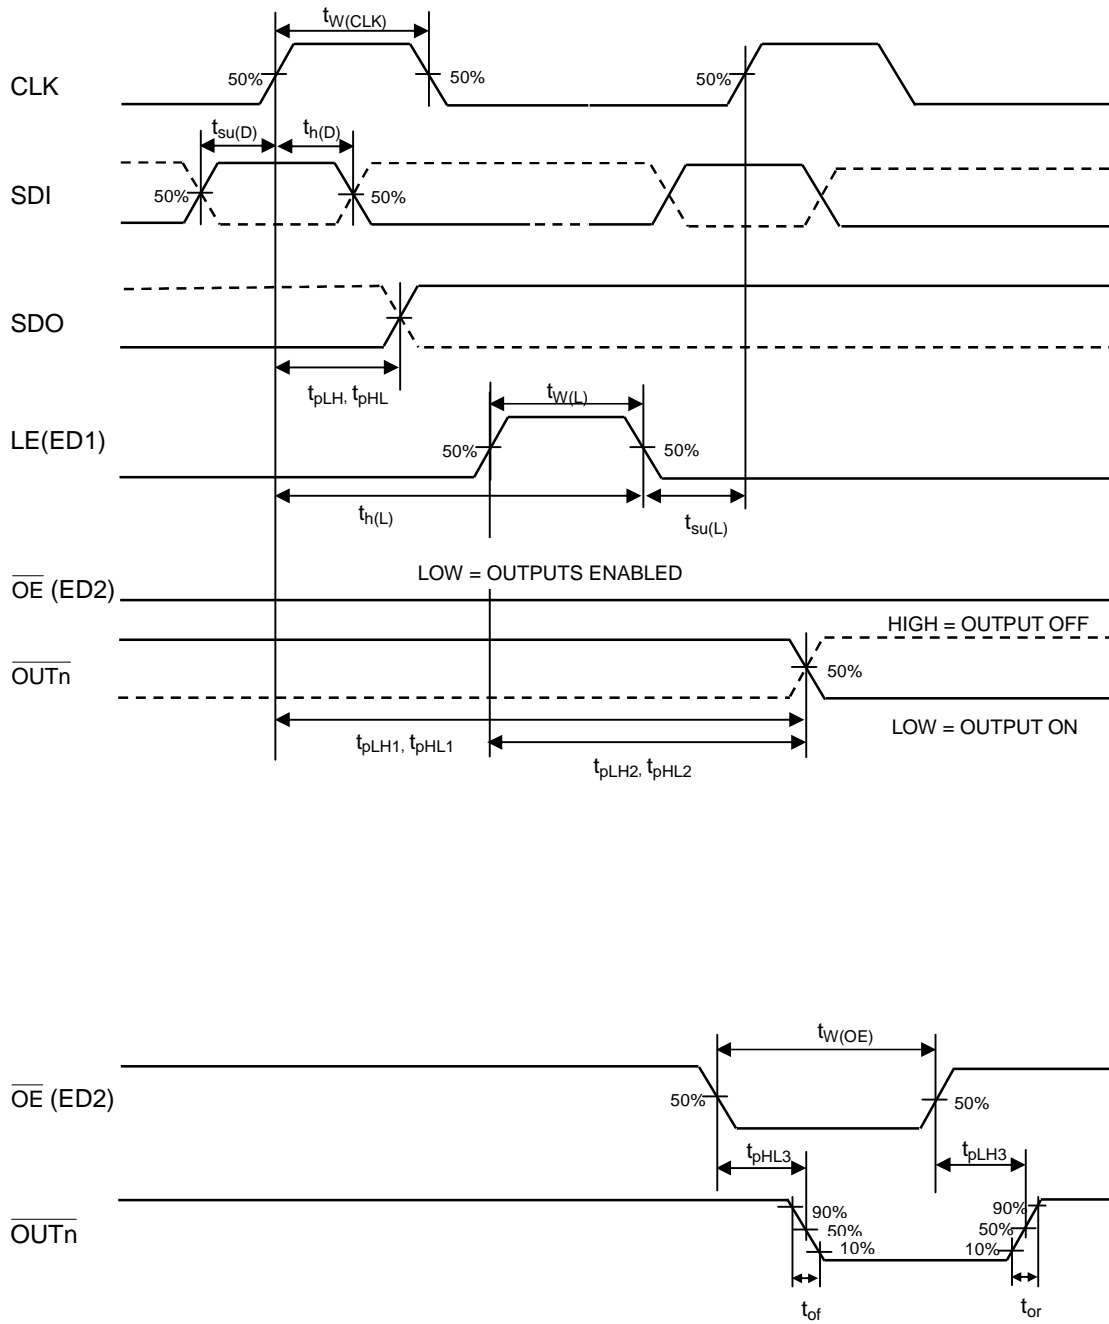 tW(CLK)
CLK
50%
50%
50%
tsu(D)
th(D)
SDI
50%
50%
SDO
tpLH, tpHL
tW(L)
LE(ED1)
50%
50%
th(L)
tsu(L)
LOW = OUTPUTS ENABLED
OE (ED2)
HIGH = OUTPUT OFF
OUTn
50%
LOW = OUTPUT ON
tpLH1, tpHL1
tpLH2, tpHL2
tW(OE)
OE (ED2)
50%
50%
tpHL3
tpLH3
90%
90%
OUTn
50%
50%
10%
10%
tof
tor